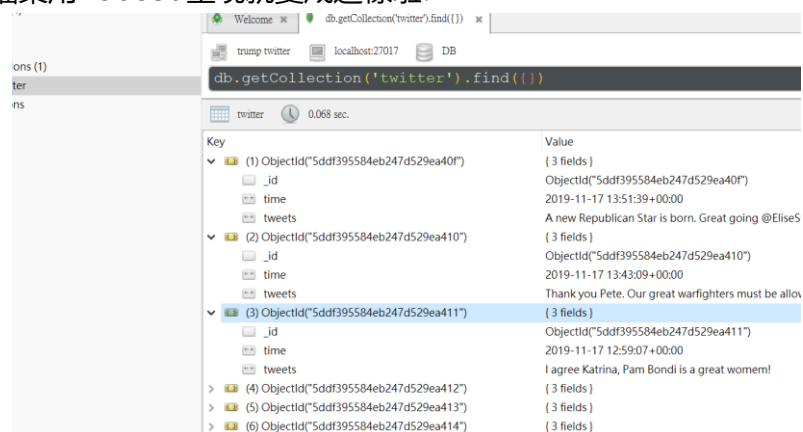 Welcome
db.getCollection('twitter').find({})
trump twitter localhost:27017 DB
ons (1)
ter
ns
db.getCollection('twitter').find({})
twitter 0.068 sec.
Key Value
(1) ObjectId("5ddf395584eb247d529ea40f") { 3 fields }
_id ObjectId("5ddf395584eb247d529ea40f")
time 2019-11-17 13:51:39+00:00
tweets A new Republican Star is born. Great going @EliseS
(2) ObjectId("5ddf395584eb247d529ea410") { 3 fields }
_id ObjectId("5ddf395584eb247d529ea410")
time 2019-11-17 13:43:09+00:00
tweets Thank you Pete. Our great warfighters must be allov
(3) ObjectId("5ddf395584eb247d529ea411") { 3 fields }
_id ObjectId("5ddf395584eb247d529ea411")
time 2019-11-17 12:59:07+00:00
tweets I agree Katrina, Pam Bondi is a great womem!
(4) ObjectId("5ddf395584eb247d529ea412") { 3 fields }
(5) ObjectId("5ddf395584eb247d529ea413") { 3 fields }
(6) ObjectId("5ddf395584eb247d529ea414") { 3 fields }